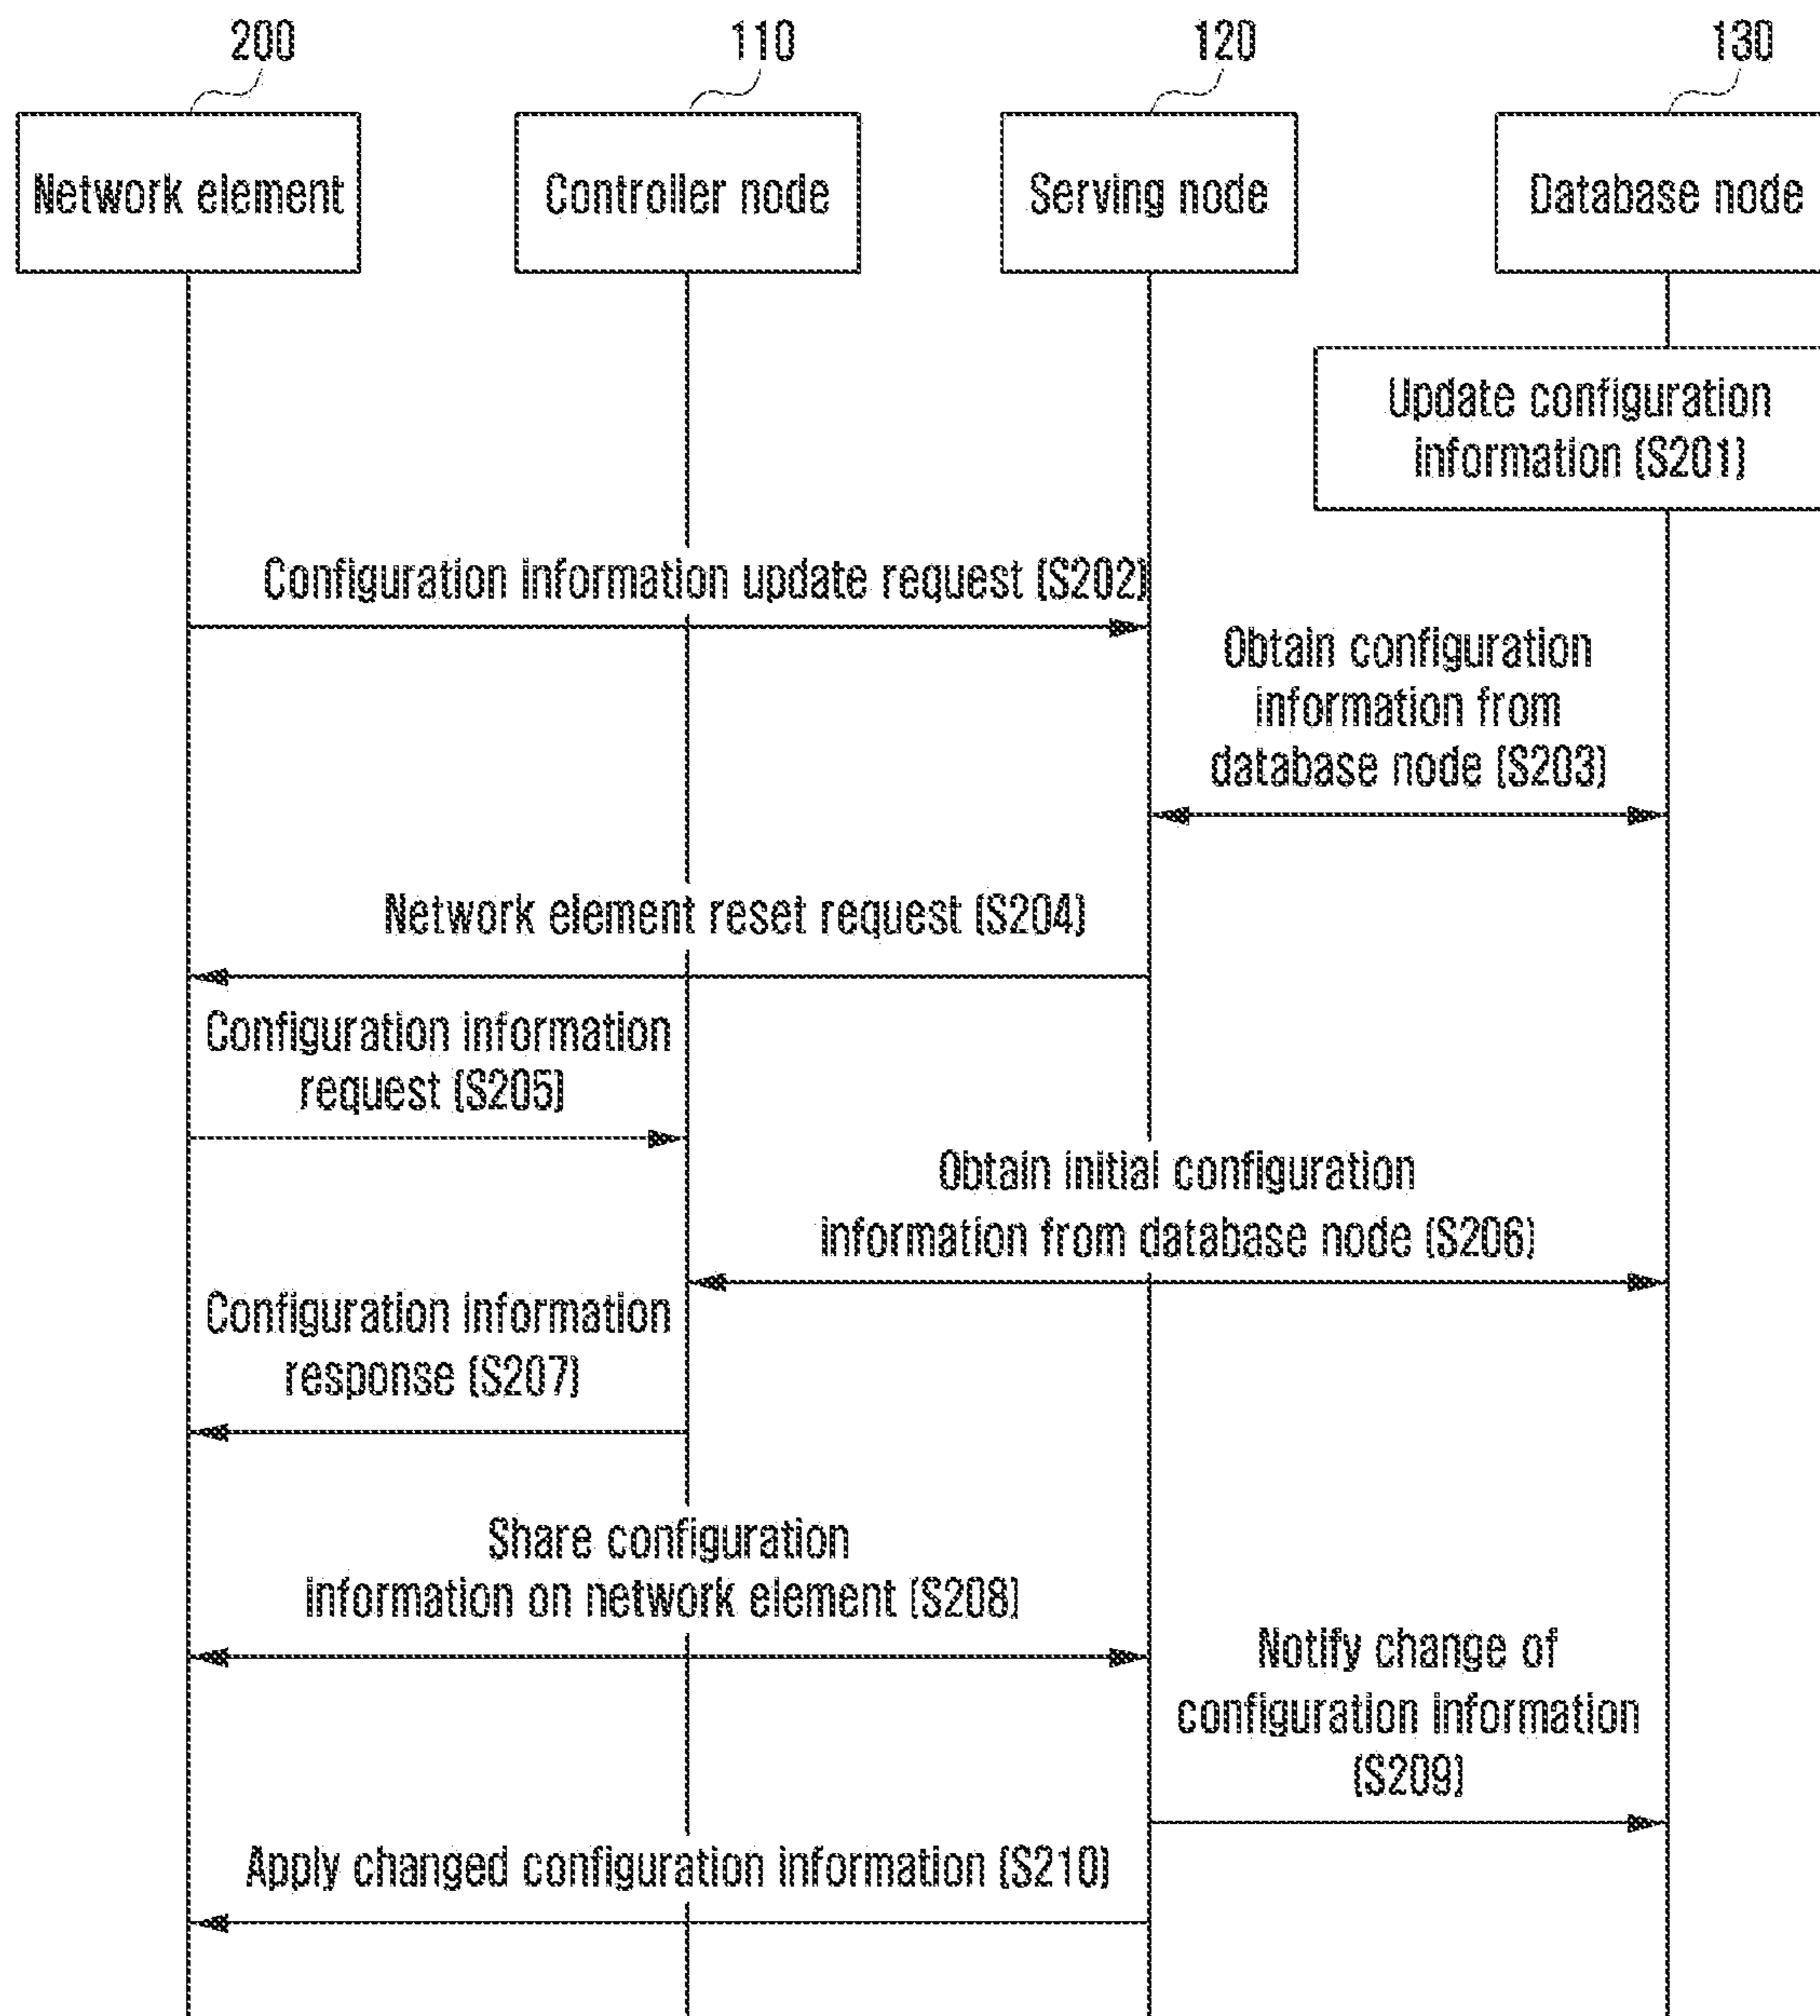 200
110
120
130
Network element
Controller node
Serving node
Database node
Update configuration
information (S201)
Configuration information update request (S202)
Obtain configuration
information from
database node (S203)
Network element reset request (S204)
Configuration information
request (S205)
Obtain initial configuration
information from database node (S206)
Configuration information
response (S207)
Share configuration
information on network element (S208)
Notify change of
configuration information
(S209)
Apply changed configuration information (S210)